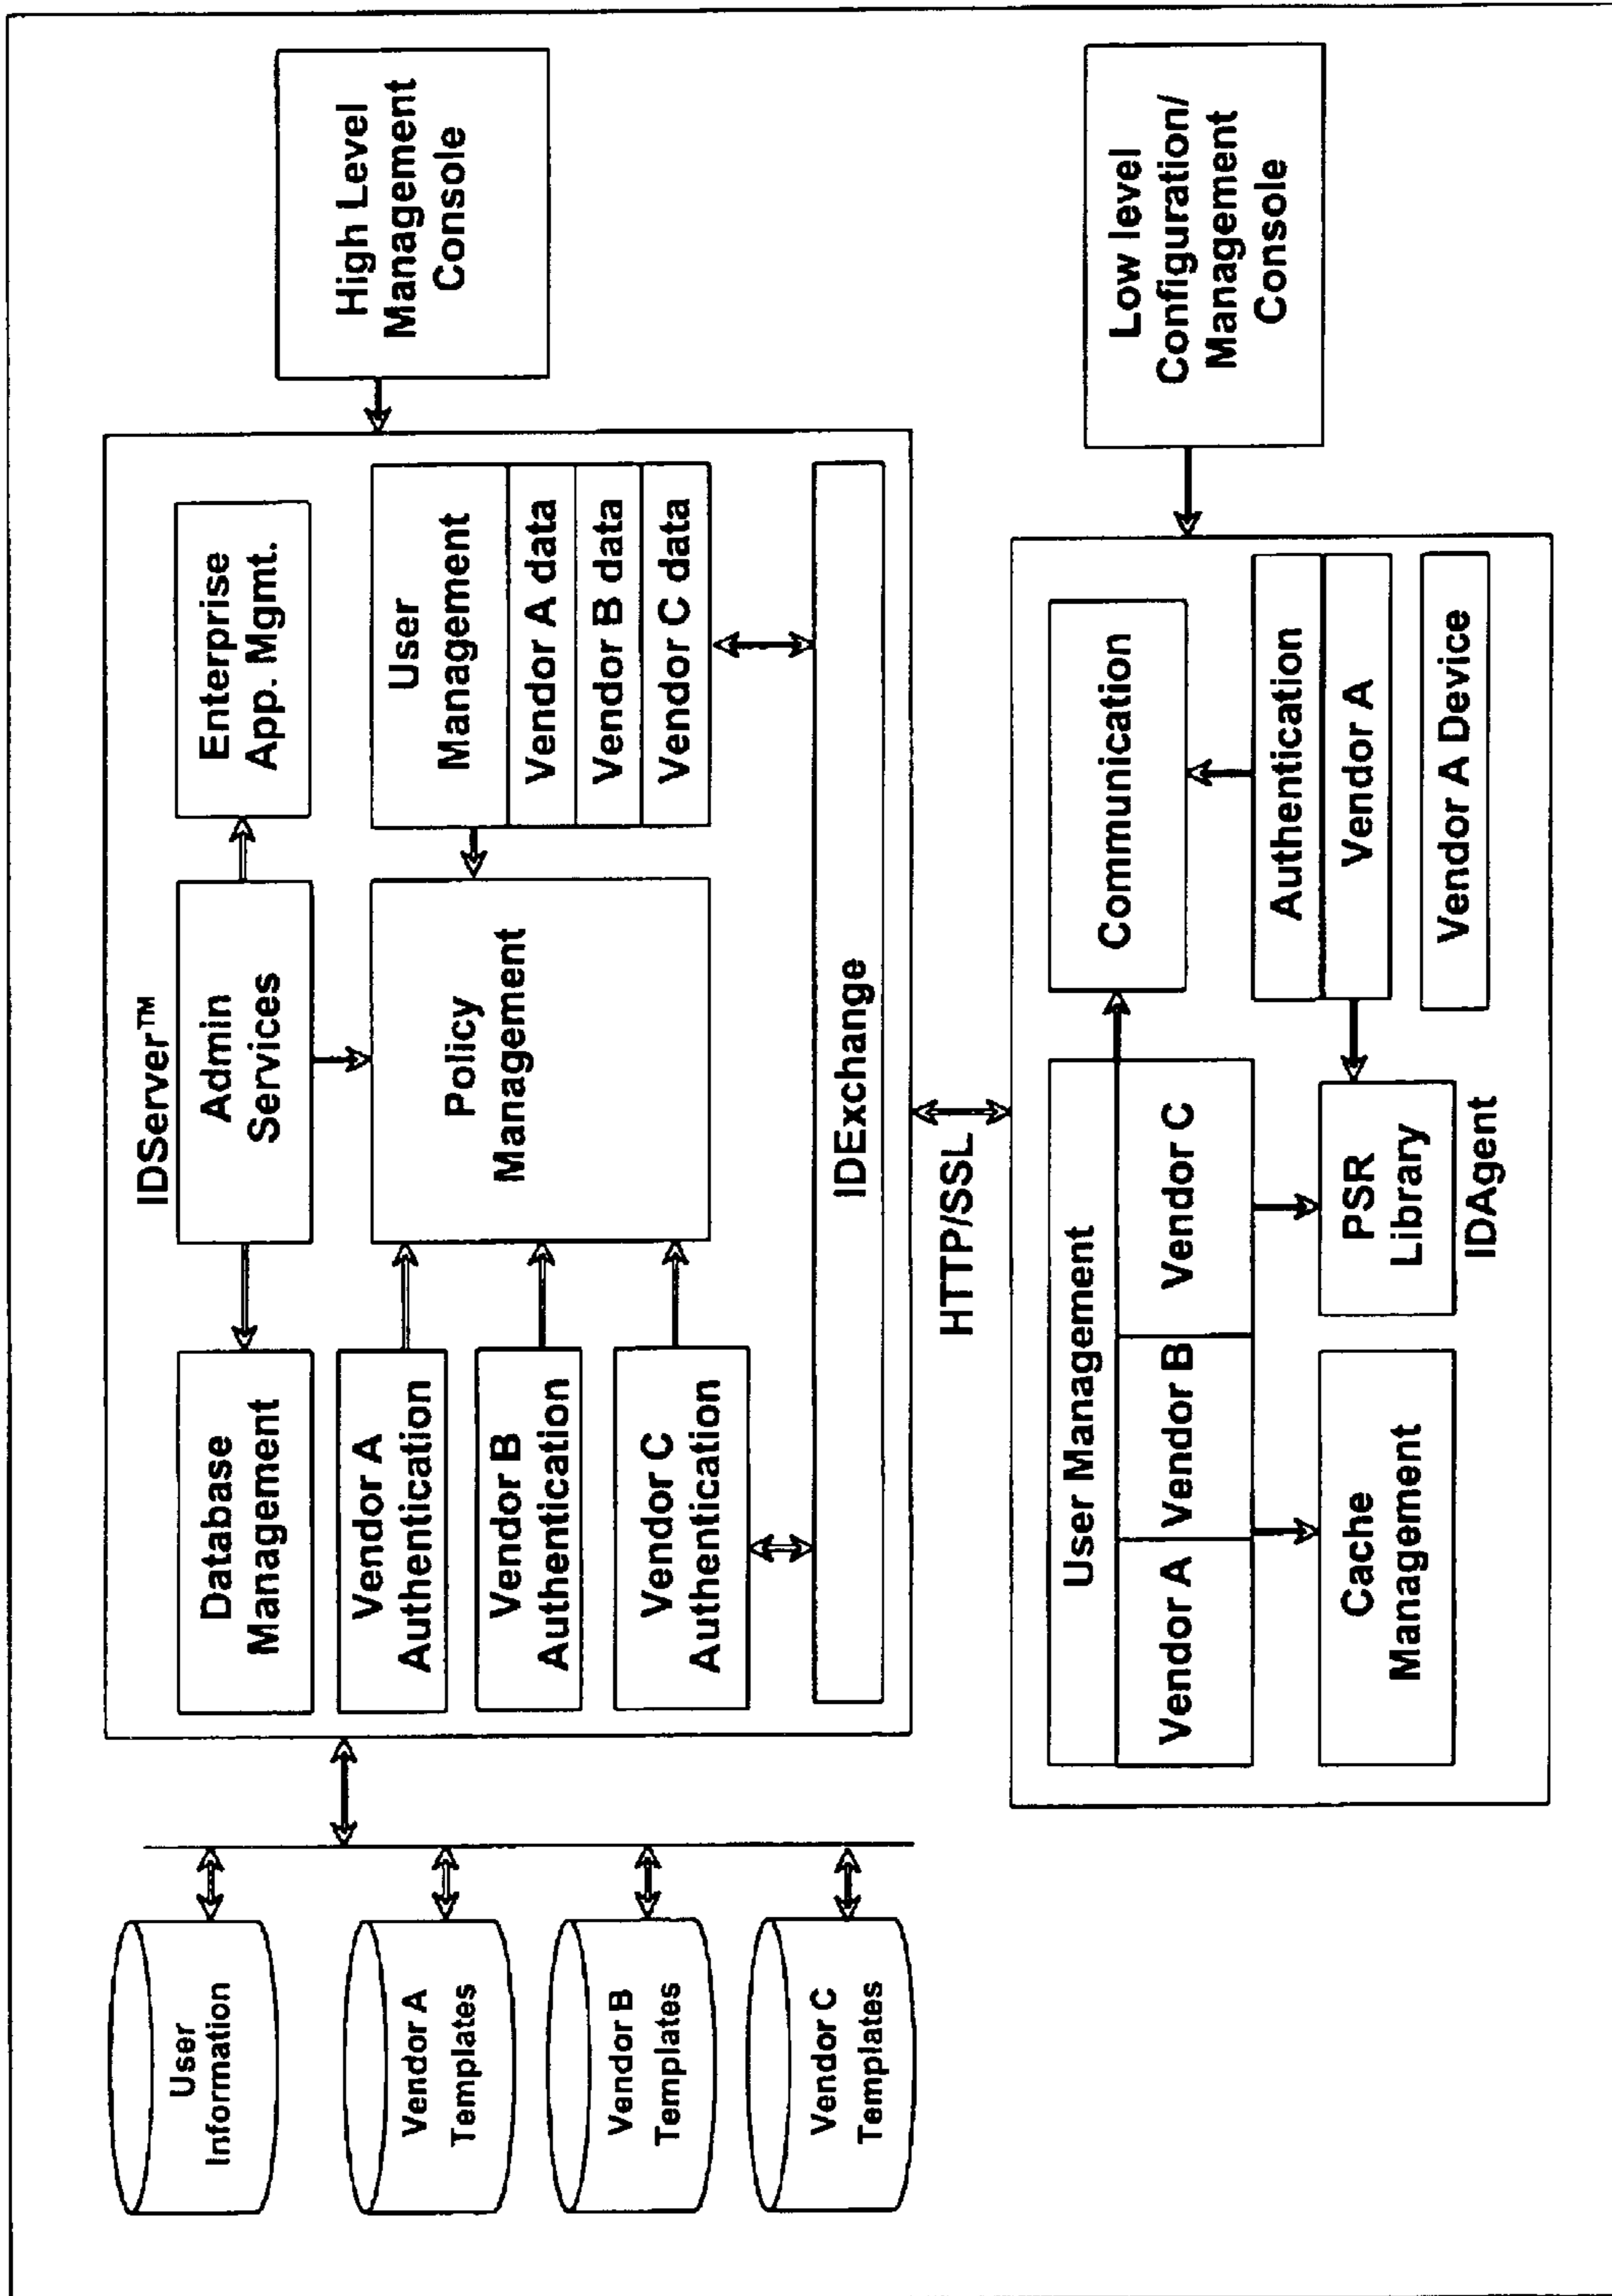 User
Information
Vendor A
Templates
Vendor B
Templates
Vendor C
Templates
IDServer™
Database
Management
Admin
Services
Enterprise
App. Mgmt.
Vendor A
Authentication
Vendor B
Authentication
Vendor C
Authentication
Policy
Management
User
Management
Vendor A data
Vendor B data
Vendor C data
IDExchange
High Level
Management
Console
HTTP/SSL
User Management
Vendor A
Vendor B
Vendor C
Communication
Cache
Management
PSR
Library
Authentication
Vendor A
Vendor A Device
IDAgent
Low level
Configuration/
Management
Console